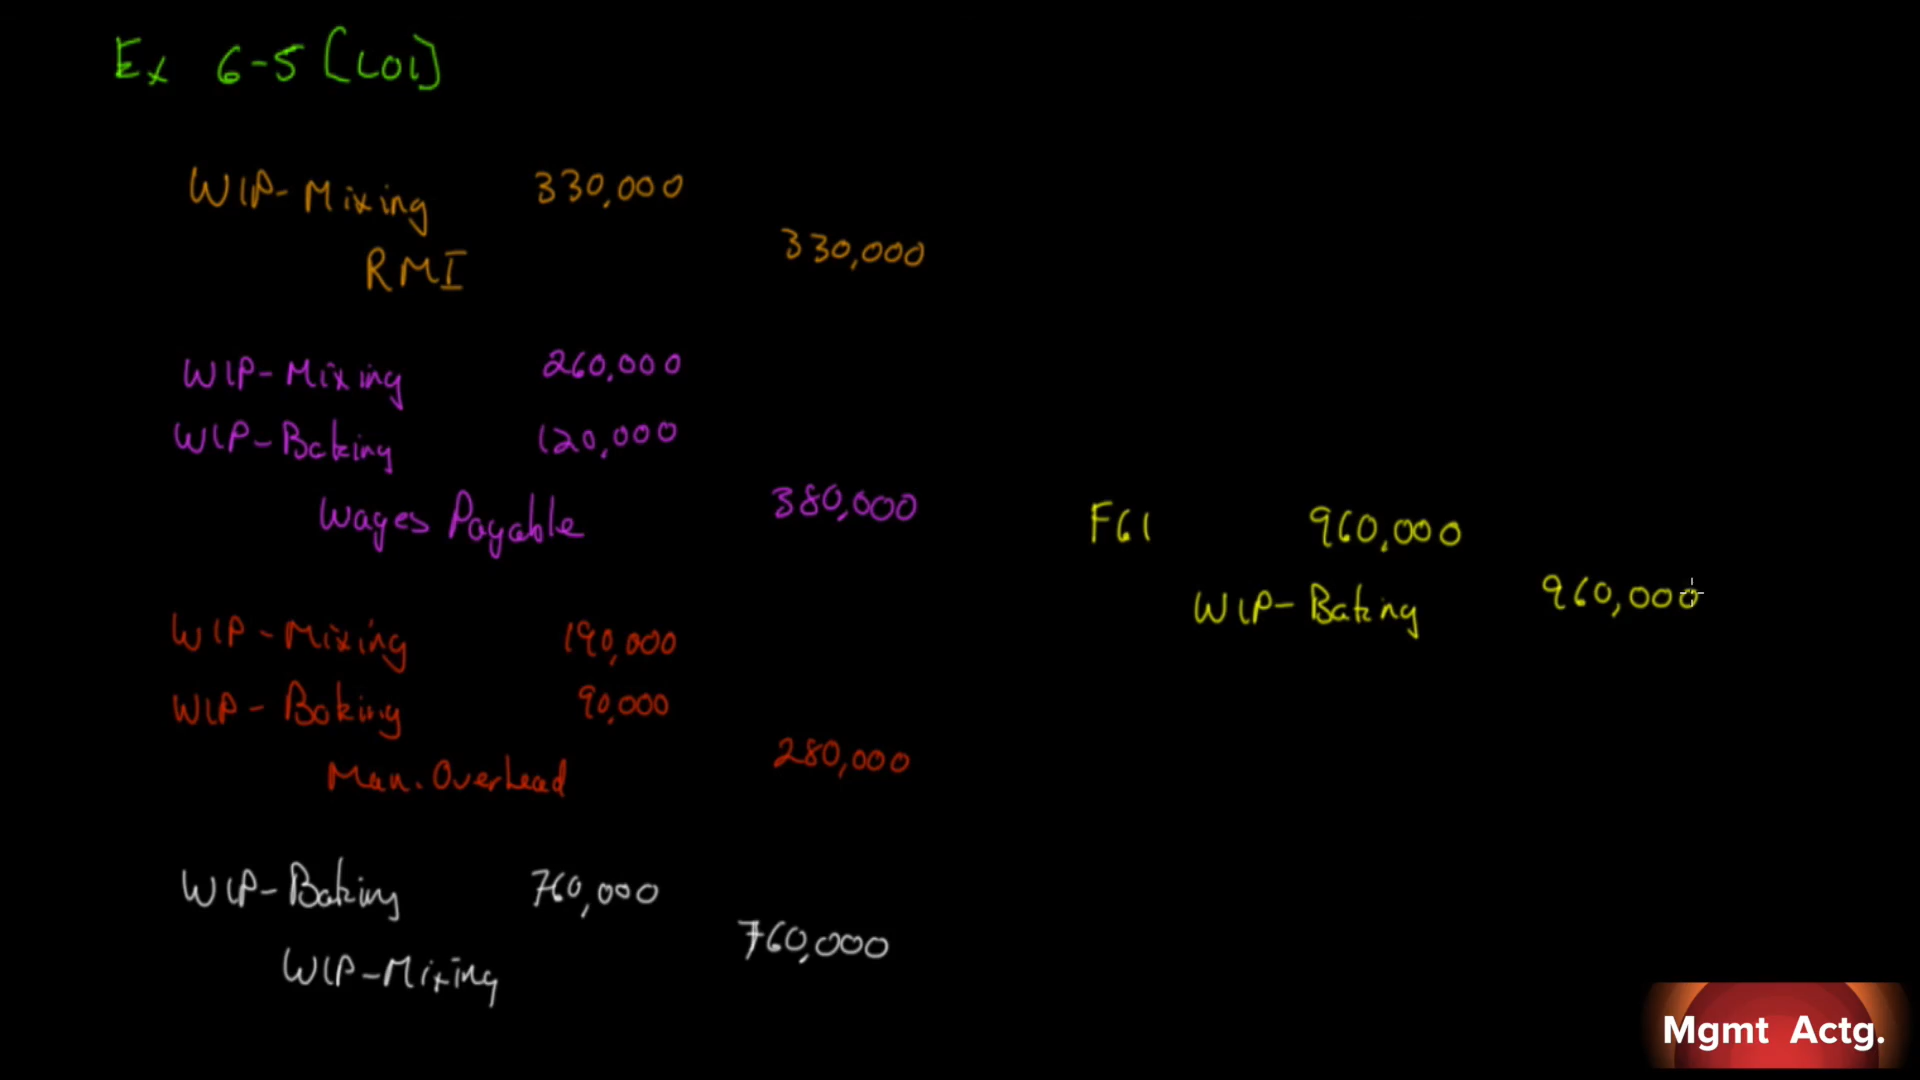 Ex 6-5 (LO1)
WIP-Mixing 330,000
RMI 330,000
WIP-Mixing 260,000
WIP-Baking 120,000
Wages Payable 380,000
WIP-Mixing 190,000
WIP-Baking 90,000
Man. Overhead 280,000
WIP-Baking 760,000
WIP-Mixing 760,000
FGI 960,000
WIP-Baking 960,000
Mgmt Actg.